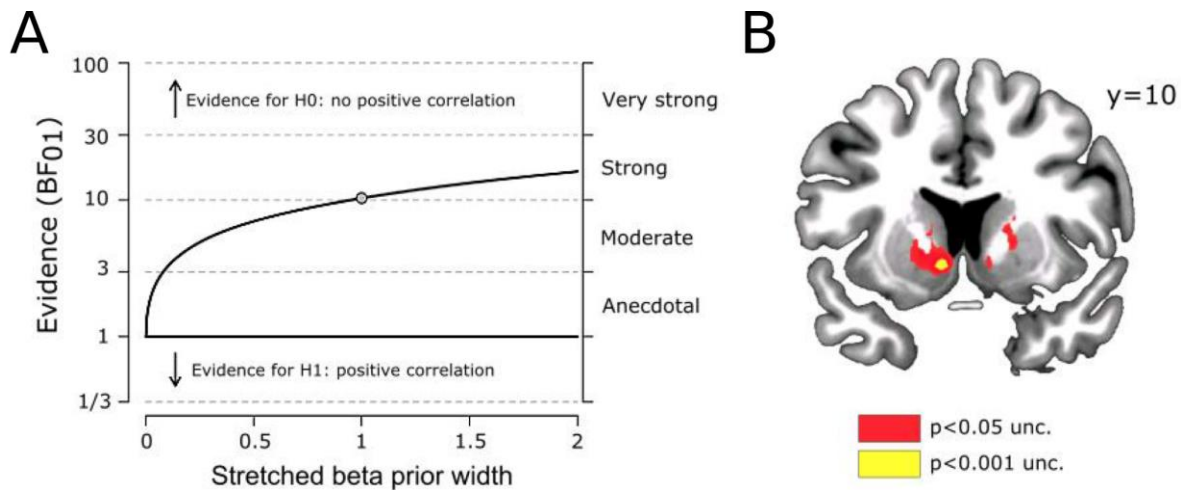 A
Evidence (BF01)
100
30
10
3
1
1/3
Evidence for H0: no positive correlation
Evidence for H1: positive correlation
Very strong
Strong
Moderate
Anecdotal
0 0.5 1 1.5 2
Stretched beta prior width
B
y=10
p<0.05 unc.
p<0.001 unc.